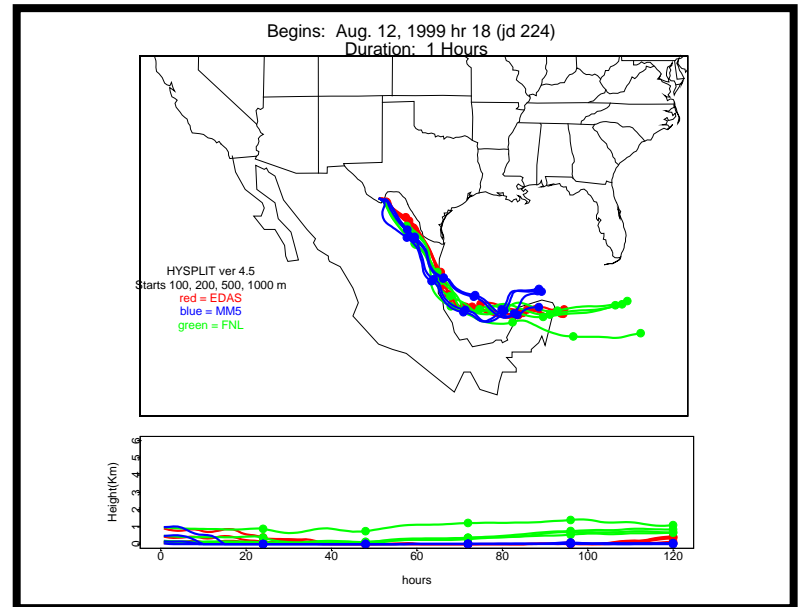 Begins: Aug. 12, 1999 hr 18 (jd 224)
Duration: 1 Hours
HYSPLIT ver 4.5
Starts 100, 200, 500, 1000 m
red = EDAS
blue = MM5
green = FNL
Height(Km)
6
5
4
3
2
1
0
0 20 40 60 80 100 120
hours